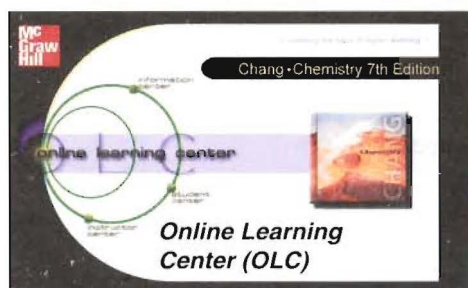 Mc
Graw
Hill
Chang•Chemistry 7th Edition
information
center
online learning center
CHANG
student
center
instructor
center
Online Learning
Center (OLC)